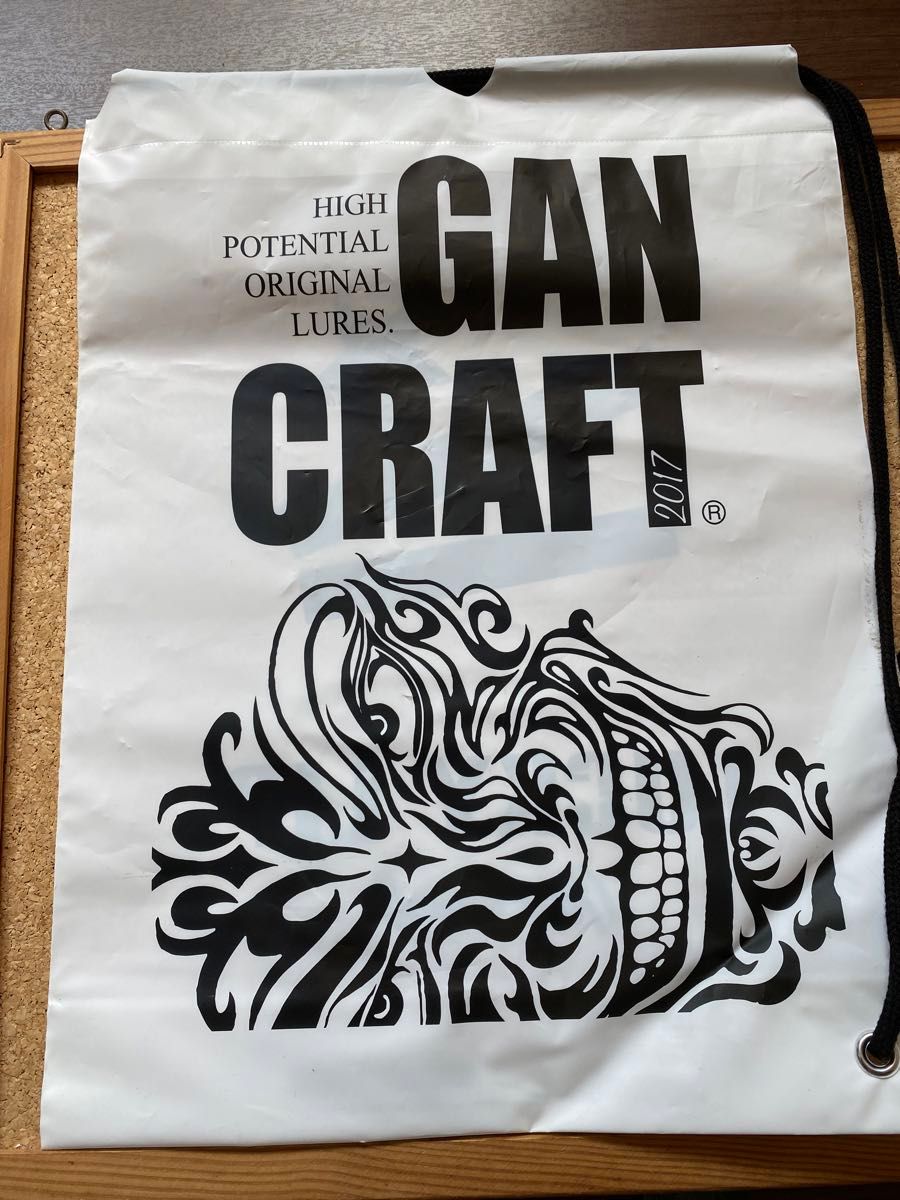 HIGH
POTENTIAL
ORIGINAL
LURES.
GAN
CRAFT
2017
®